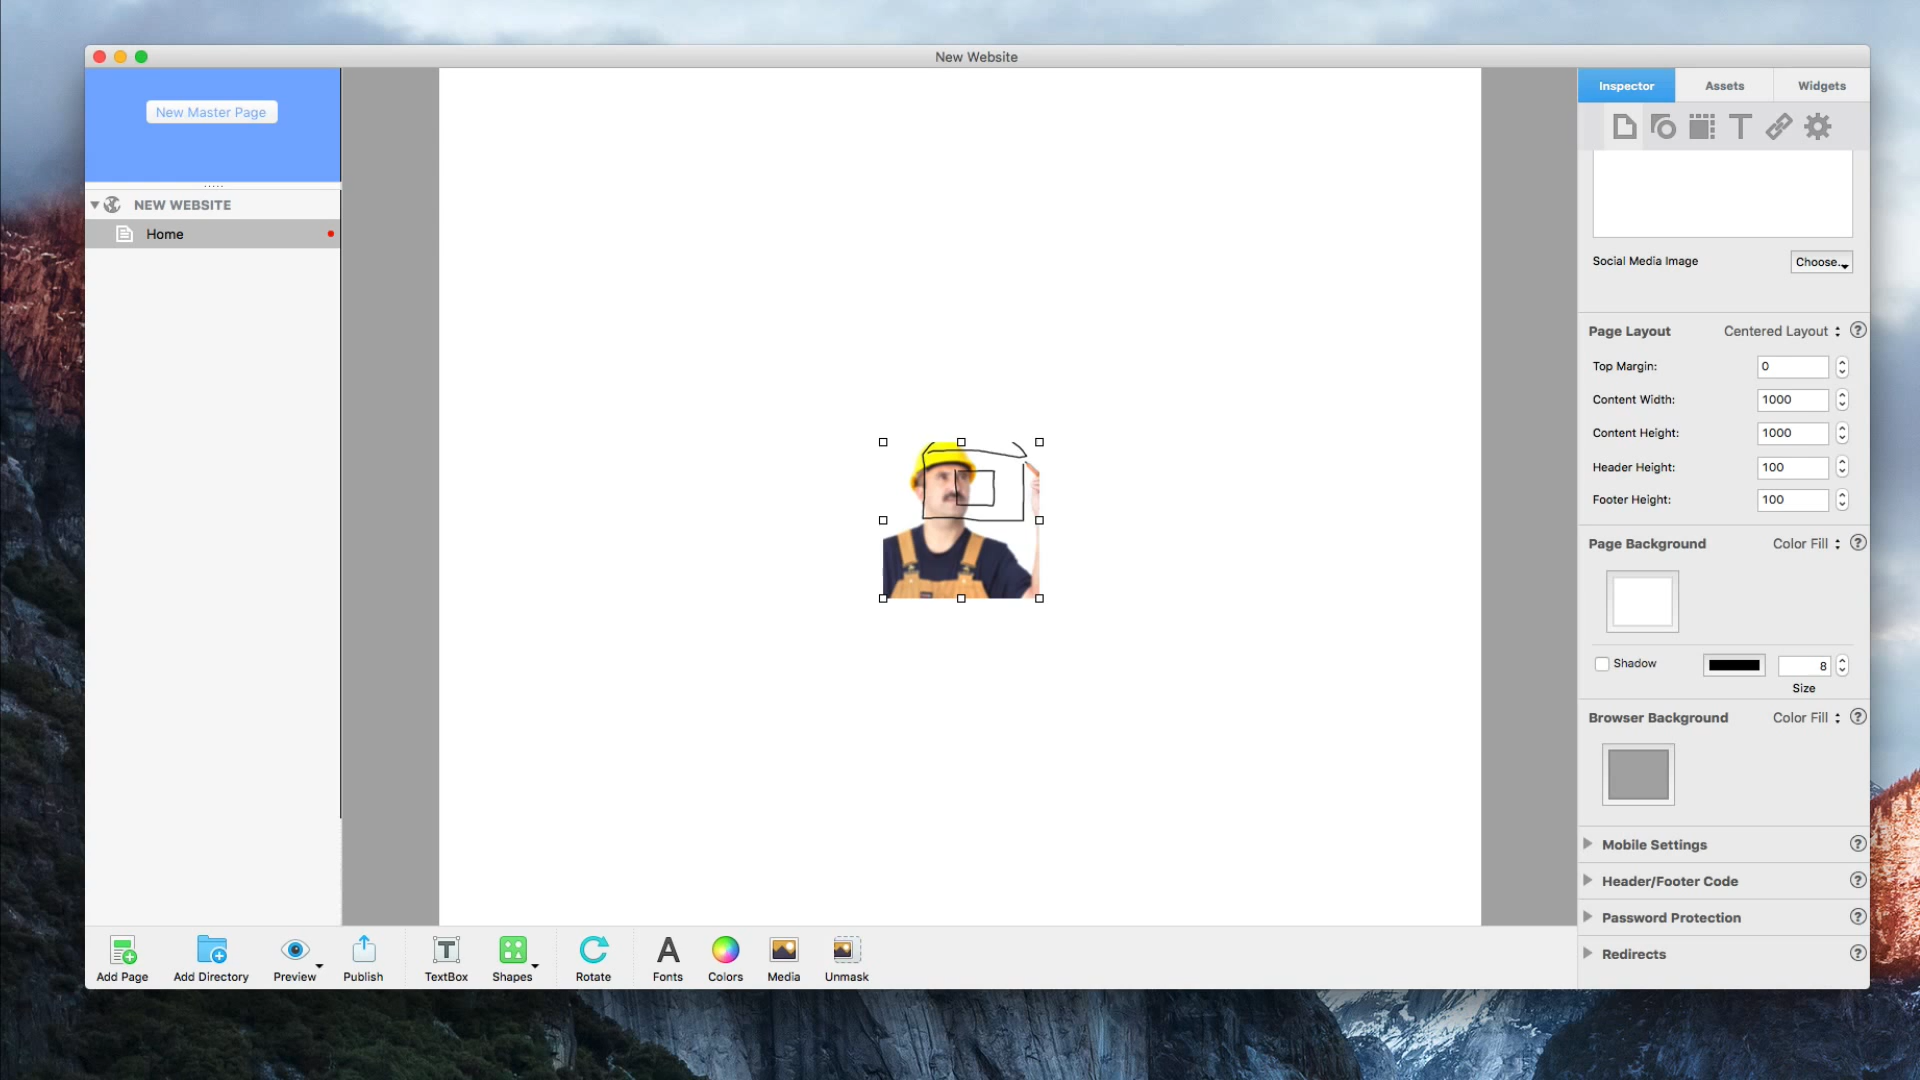 New Website
New Master Page
NEW WEBSITE
Home
Inspector
Assets
Widgets
T
Social Media Image
Choose...
Page Layout
Centered Layout
?
Top Margin:
0
Content Width:
1000
Content Height:
1000
Header Height:
100
Footer Height:
100
Page Background
Color Fill
?
Shadow
8
Size
Browser Background
Color Fill
?
Mobile Settings
?
Header/Footer Code
?
Password Protection
?
Redirects
?
T
A
Add Page
Add Directory
Preview
Publish
TextBox
Shapes
Rotate
Fonts
Colors
Media
Unmask